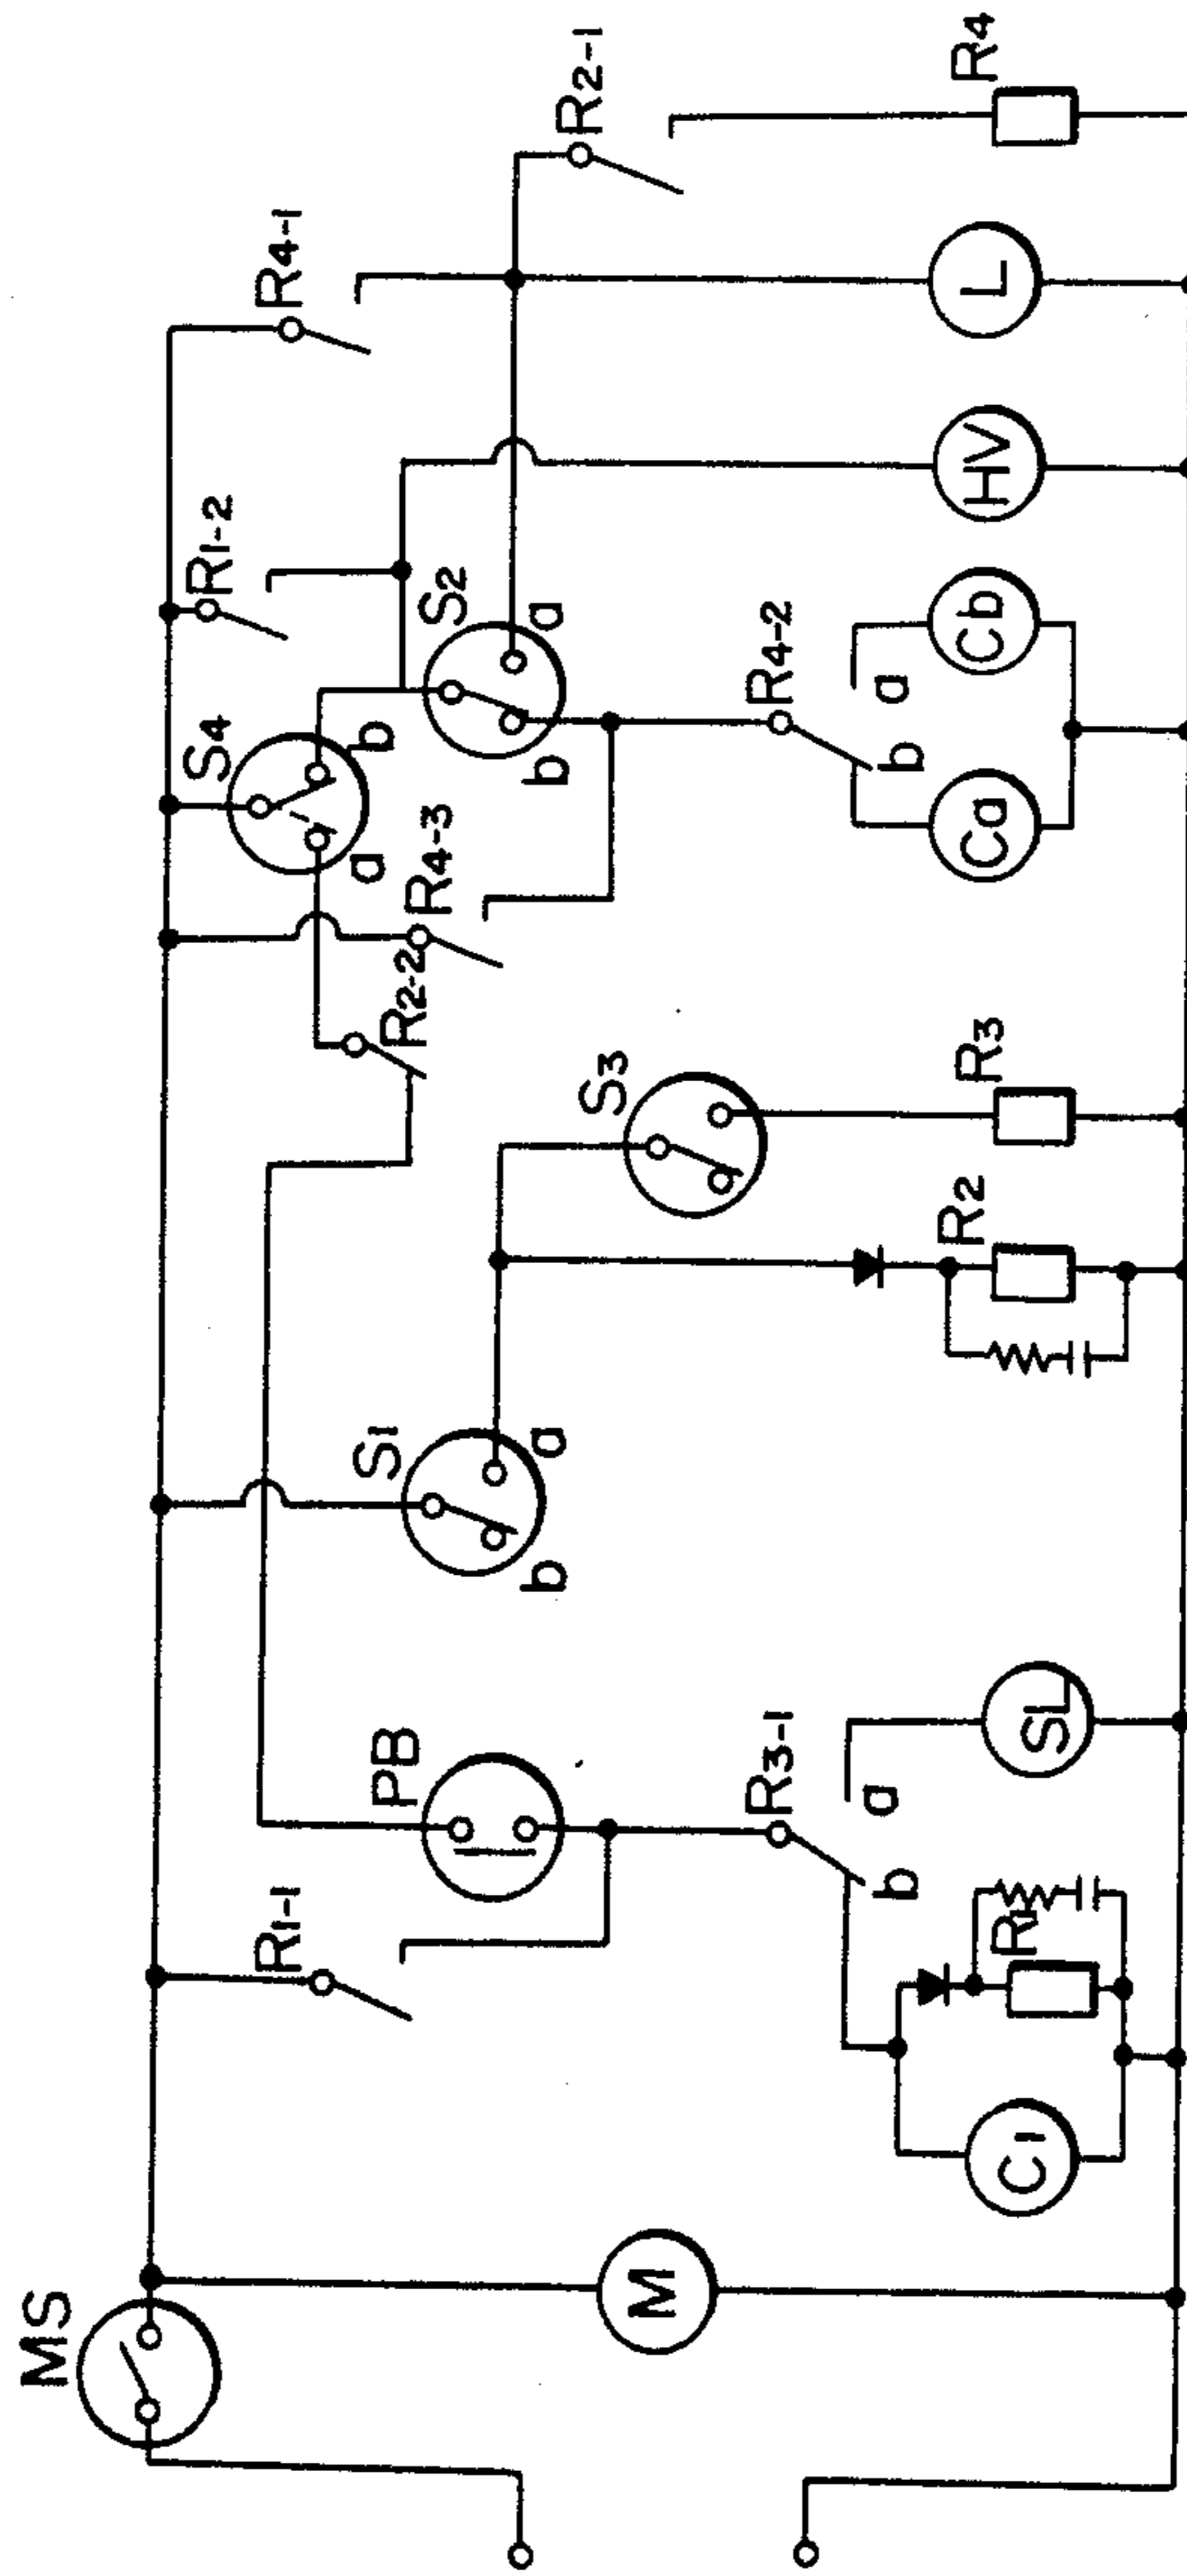 MS
M
R1-1
PB
R3-1
a
b
R1
C1
SL
S1
a
b
R2-2
S3
R2
R3
S4
a
b
R4-3
R1-2
S2
a
b
R4-2
a
b
Ca
Cb
HV
R4-1
L
R2-1
R4